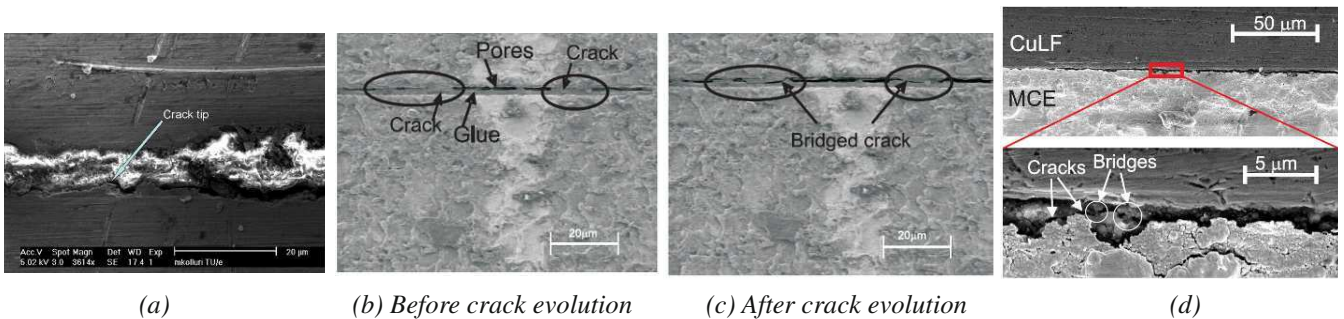 Crack tip
Acc.V Spot Magn Det WD Exp
5.02 kV 3.0 3614x SE 17.4 1 mkolluri TU/e
20 µm
(a)
Pores
Crack
Crack
Glue
20µm
(b) Before crack evolution
Bridged crack
20µm
(c) After crack evolution
50 µm
CuLF
MCE
Cracks
Bridges
5 µm
(d)